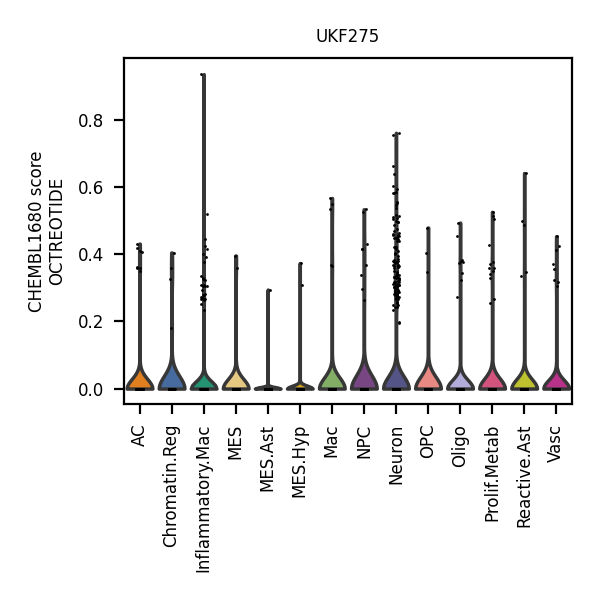 UKF275
CHEMBL1680 score
OCTREOTIDE
0.8
0.6
0.4
0.2
0.0
AC
Chromatin.Reg
Inflammatory.Mac
MES
MES.Ast
MES.Hyp
Mac
NPC
Neuron
OPC
Oligo
Prolif.Metab
Reactive.Ast
Vasc